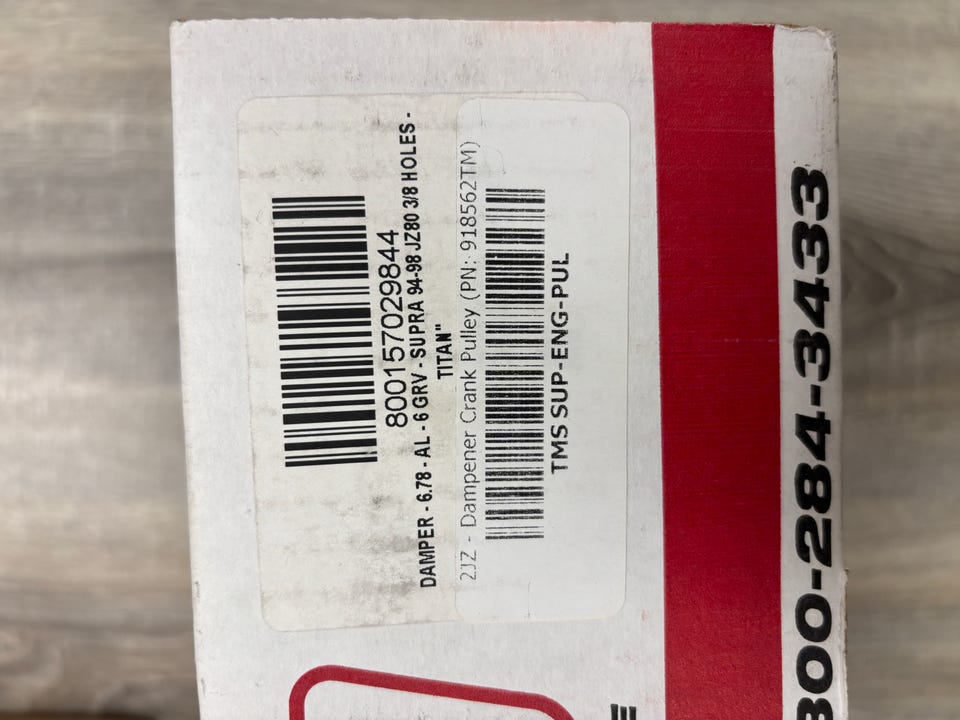 800157029844
DAMPER - 6.78 - AL - 6 GRV - SUPRA 94-98 JZ80 3/8 HOLES -
TITAN"
2JZ - Dampener Crank Pulley (PN: 918562TM)
TMS SUP-ENG-PUL
800-284-3433